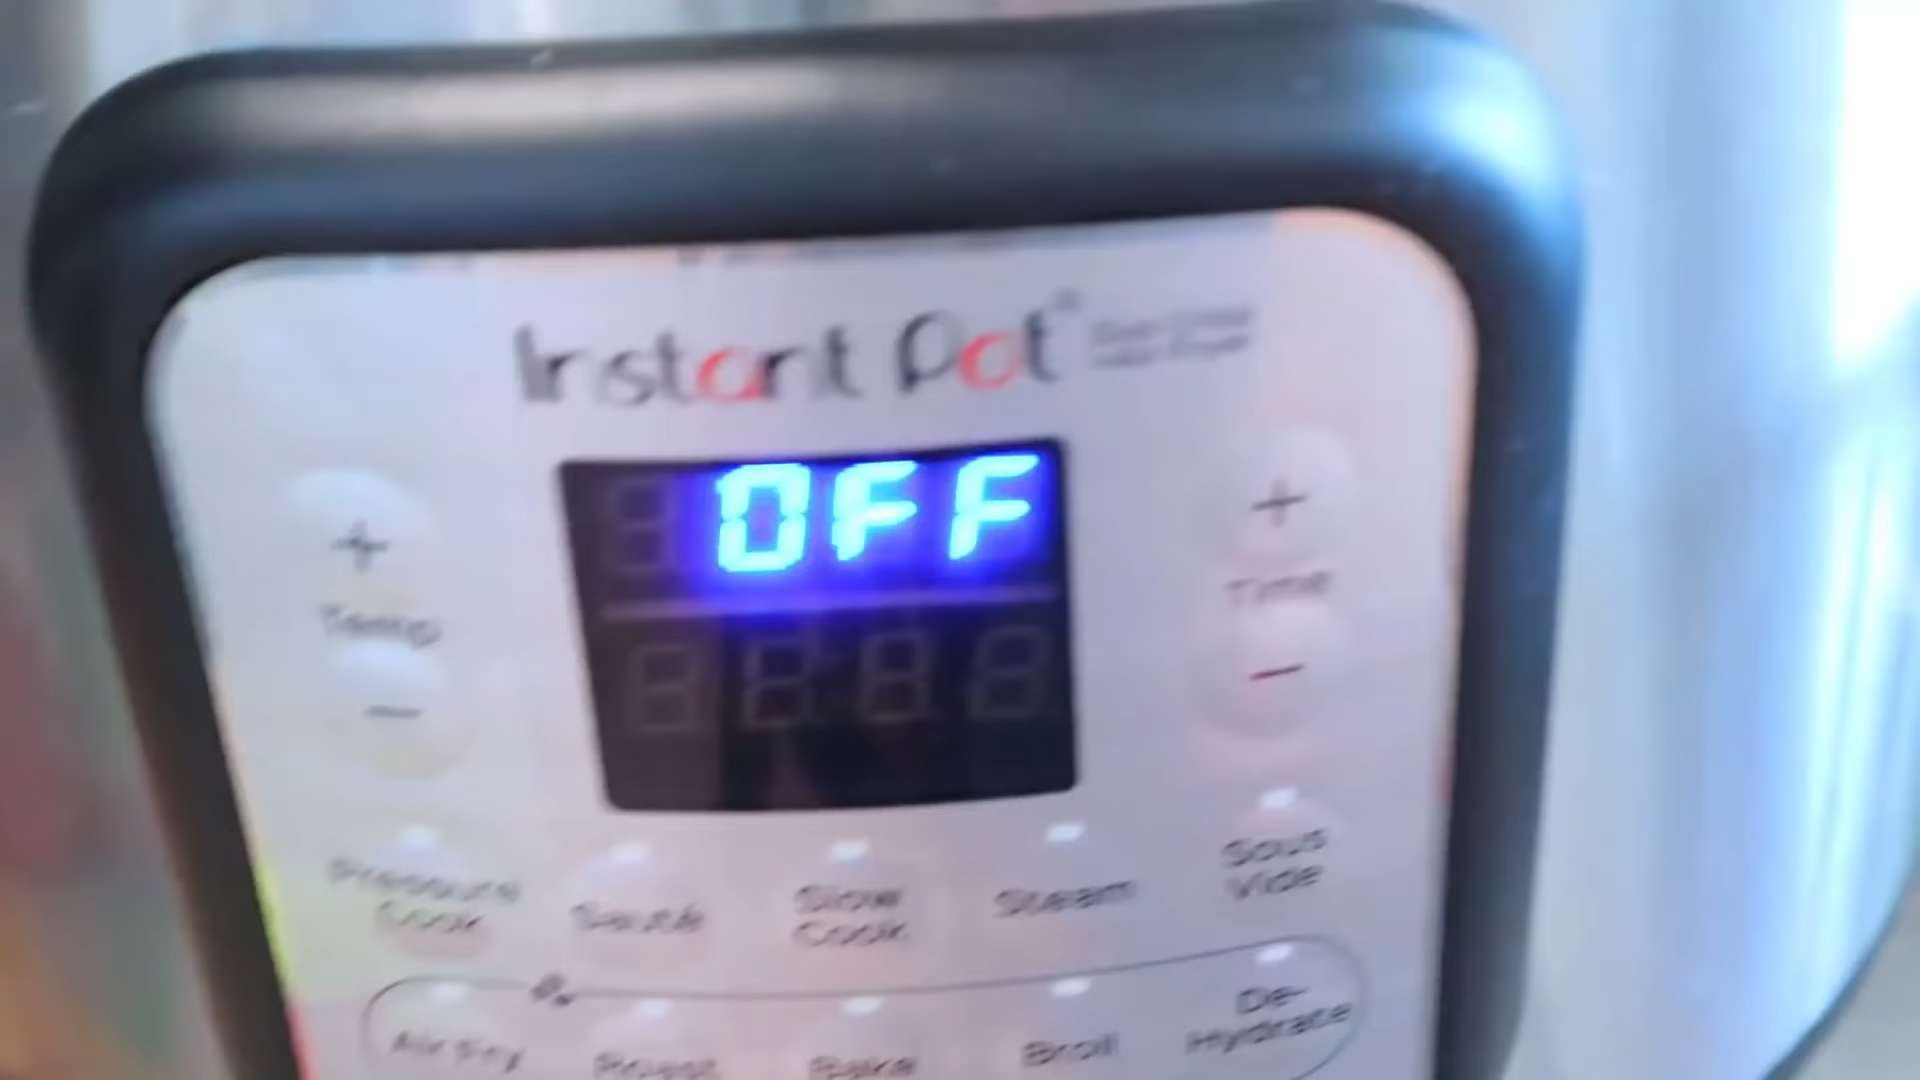 Instant Pot
OFF
+
+
Temp
Time
-
-
Pressure
Cook
Sauté
Slow
Cook
Steam
Sous
Vide
Air Fry
Roast
Bake
Broil
De-
Hydrate